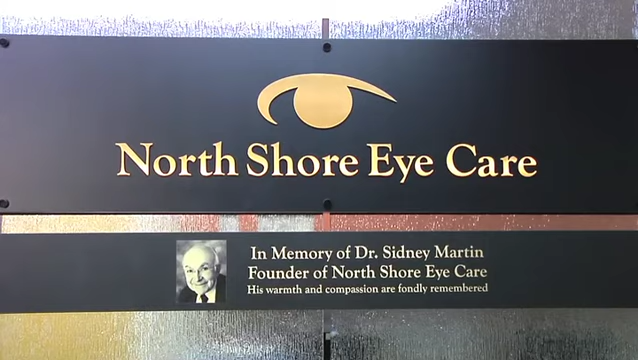 North Shore Eye Care
In Memory of Dr. Sidney Martin
Founder of North Shore Eye Care
His warmth and compassion are fondly remembered